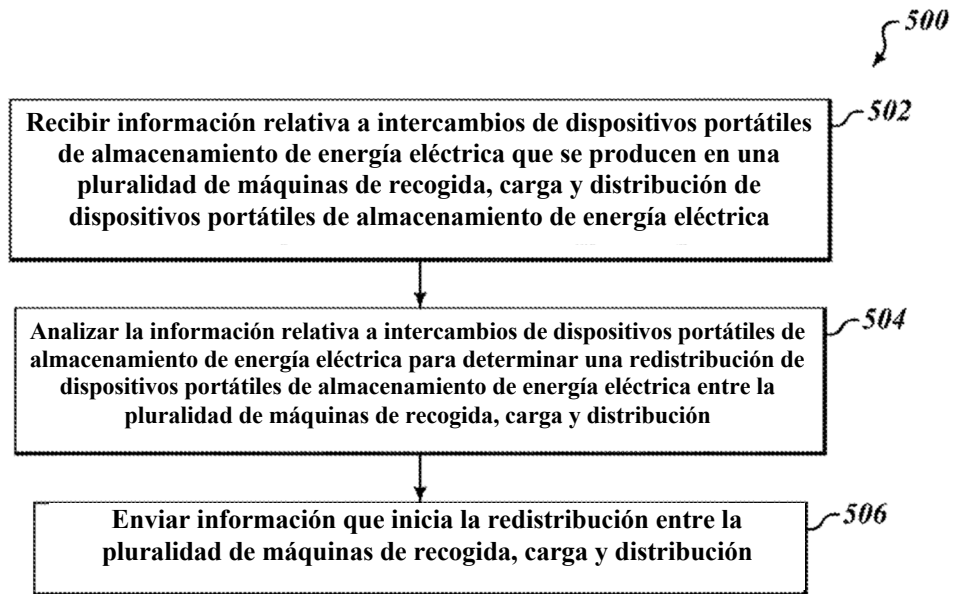 500
502
Recibir información relativa a intercambios de dispositivos portátiles
de almacenamiento de energía eléctrica que se producen en una
pluralidad de máquinas de recogida, carga y distribución de
dispositivos portátiles de almacenamiento de energía eléctrica
504
Analizar la información relativa a intercambios de dispositivos portátiles de
almacenamiento de energía eléctrica para determinar una redistribución de
dispositivos portátiles de almacenamiento de energía eléctrica entre la
pluralidad de máquinas de recogida, carga y distribución
506
Enviar información que inicia la redistribución entre la
pluralidad de máquinas de recogida, carga y distribución